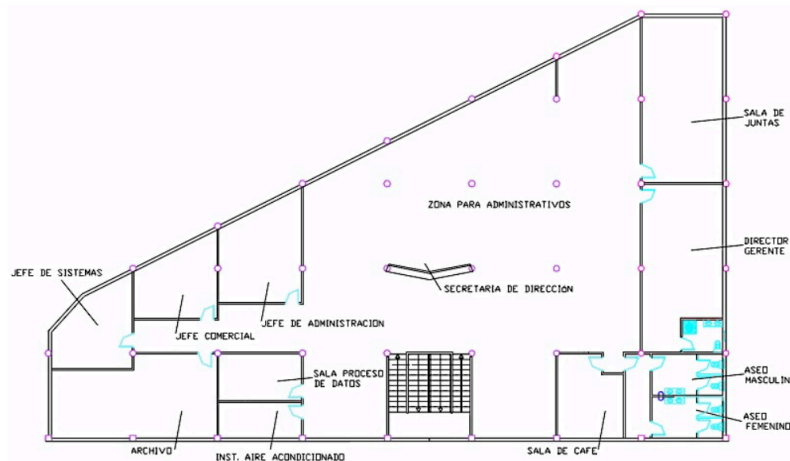 SALA DE
JUNTAS
ZONA PARA ADMINISTRATIVOS
DIRECTOR
GERENTE
JEFE DE SISTEMAS
SECRETARIA DE DIRECCION
JEFE DE ADMINISTRACION
JEFE COMERCIAL
SALA PROCESO
DE DATOS
ASEO
MASCULIN
ASEO
FEMENINO
ARCHIVO
INST. AIRE ACONDICIONADO
SALA DE CAFE